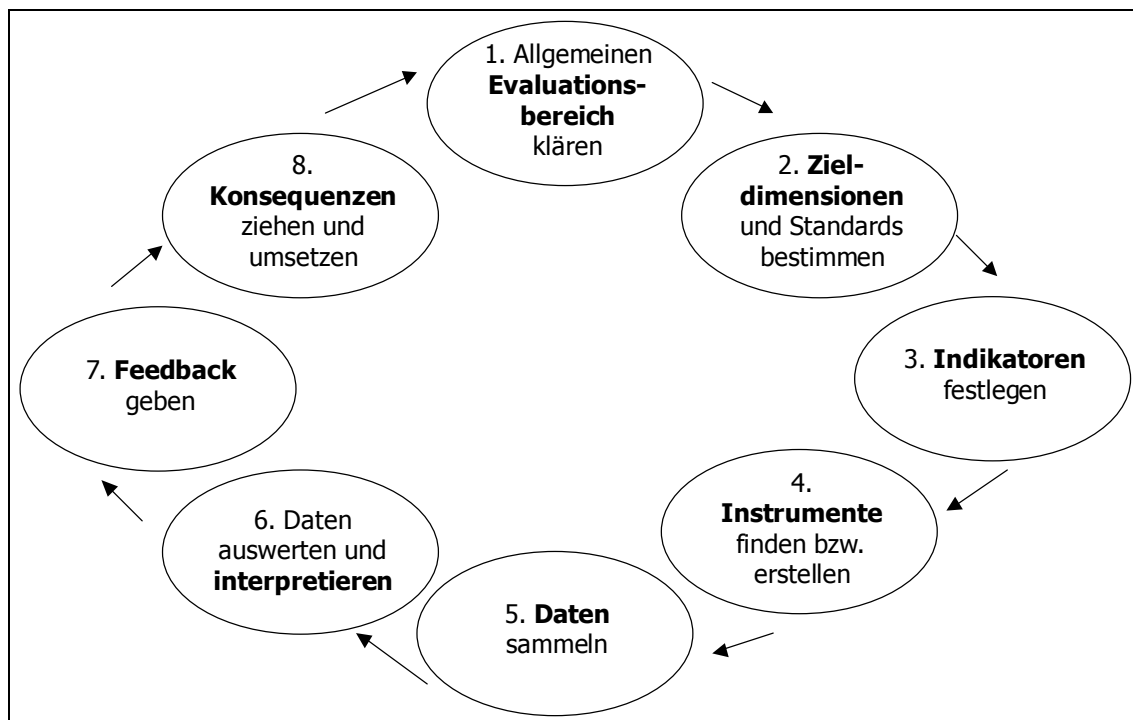 1. Allgemeinen
Evaluations-
bereich
klären
2. Ziel-
dimensionen
und Standards
bestimmen
3. Indikatoren
festlegen
4.
Instrumente
finden bzw.
erstellen
5. Daten
sammeln
6. Daten
auswerten und
interpretieren
7. Feedback
geben
8.
Konsequenzen
ziehen und
umsetzen